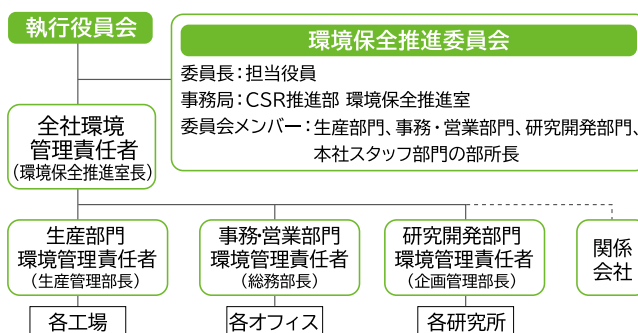 執行役員会
環境保全推進委員会
委員長：担当役員
事務局：CSR推進部 環境保全推進室
委員会メンバー：生産部門、事務・営業部門、研究開発部門、
本社スタッフ部門の部所長
全社環境
管理責任者
（環境保全推進室長）
生産部門
環境管理責任者
（生産管理部長）
事務・営業部門
環境管理責任者
（総務部長）
研究開発部門
環境管理責任者
（企画管理部長）
関係
会社
各工場
各オフィス
各研究所